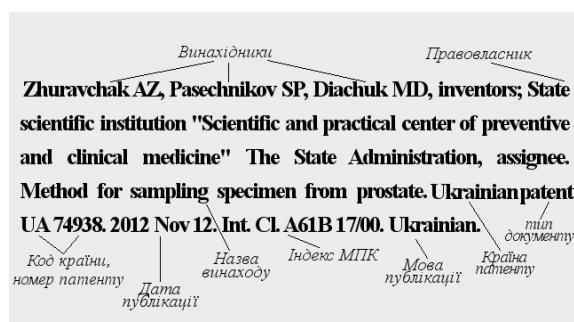 Винахідники
Правовласник
Zhuravchak AZ, Pasechnikov SP, Diachuk MD, inventors; State
scientific institution "Scientific and practical center of preventive
and clinical medicine" The State Administration, assignee.
Method for sampling specimen from prostate. Ukrainian patent
UA 74938. 2012 Nov 12. Int. Cl. A61B 17/00. Ukrainian.
Код країни,
номер патенту
Дата
публікації
Назва
винаходу
Індекс МПК
Мова
публікації
Країна
патенту
тип
документу